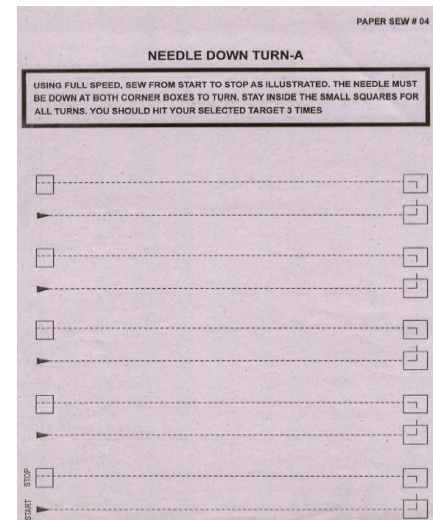 PAPER SEW # 04
NEEDLE DOWN TURN-A
USING FULL SPEED, SEW FROM START TO STOP AS ILLUSTRATED. THE NEEDLE MUST
BE DOWN AT BOTH CORNER BOXES TO TURN. STAY INSIDE THE SMALL SQUARES FOR
ALL TURNS. YOU SHOULD HIT YOUR SELECTED TARGET 3 TIMES
STOP
START